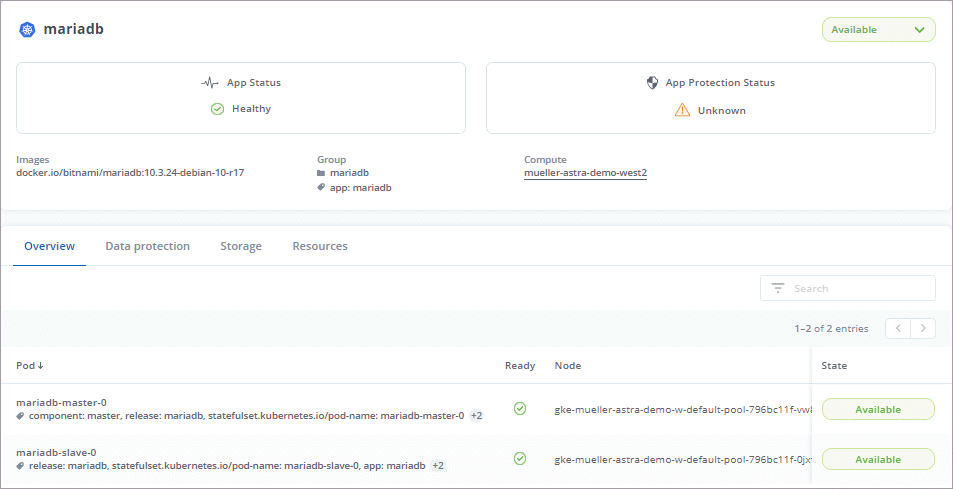 mariadb
Available
App Status
Healthy
App Protection Status
Unknown
Images
docker.io/bitnami/mariadb:10.3.24-debian-10-r17
Group
mariadb
app: mariadb
Compute
mueller-astra-demo-west2
Overview Data protection Storage Resources
Search
1–2 of 2 entries
Pod Ready Node State
mariadb-master-0
component: master, release: mariadb, statefulset.kubernetes.io/pod-name: mariadb-master-0 +2
gke-mueller-astra-demo-w-default-pool-796bc11f-vw
Available
mariadb-slave-0
release: mariadb, statefulset.kubernetes.io/pod-name: mariadb-slave-0, app: mariadb +2
gke-mueller-astra-demo-w-default-pool-796bc11f-0jx
Available